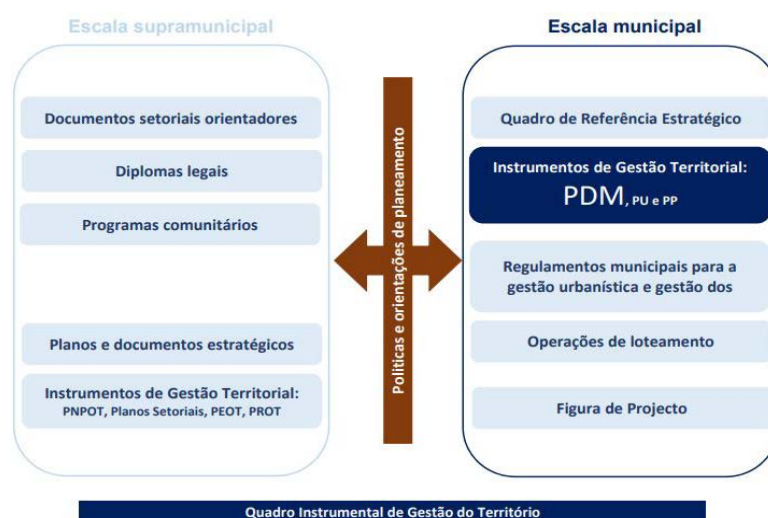 Escala supramunicipal
Documentos setoriais orientadores
Diplomas legais
Programas comunitários
Planos e documentos estratégicos
Instrumentos de Gestão Territorial:
PNPOT, Planos Setoriais, PEOT, PROT
Políticas e orientações de planeamento
Escala municipal
Quadro de Referência Estratégico
Instrumentos de Gestão Territorial:
PDM, PU e PP
Regulamentos municipais para a
gestão urbanística e gestão dos
Operações de loteamento
Figura de Projecto
Quadro Instrumental de Gestão do Território